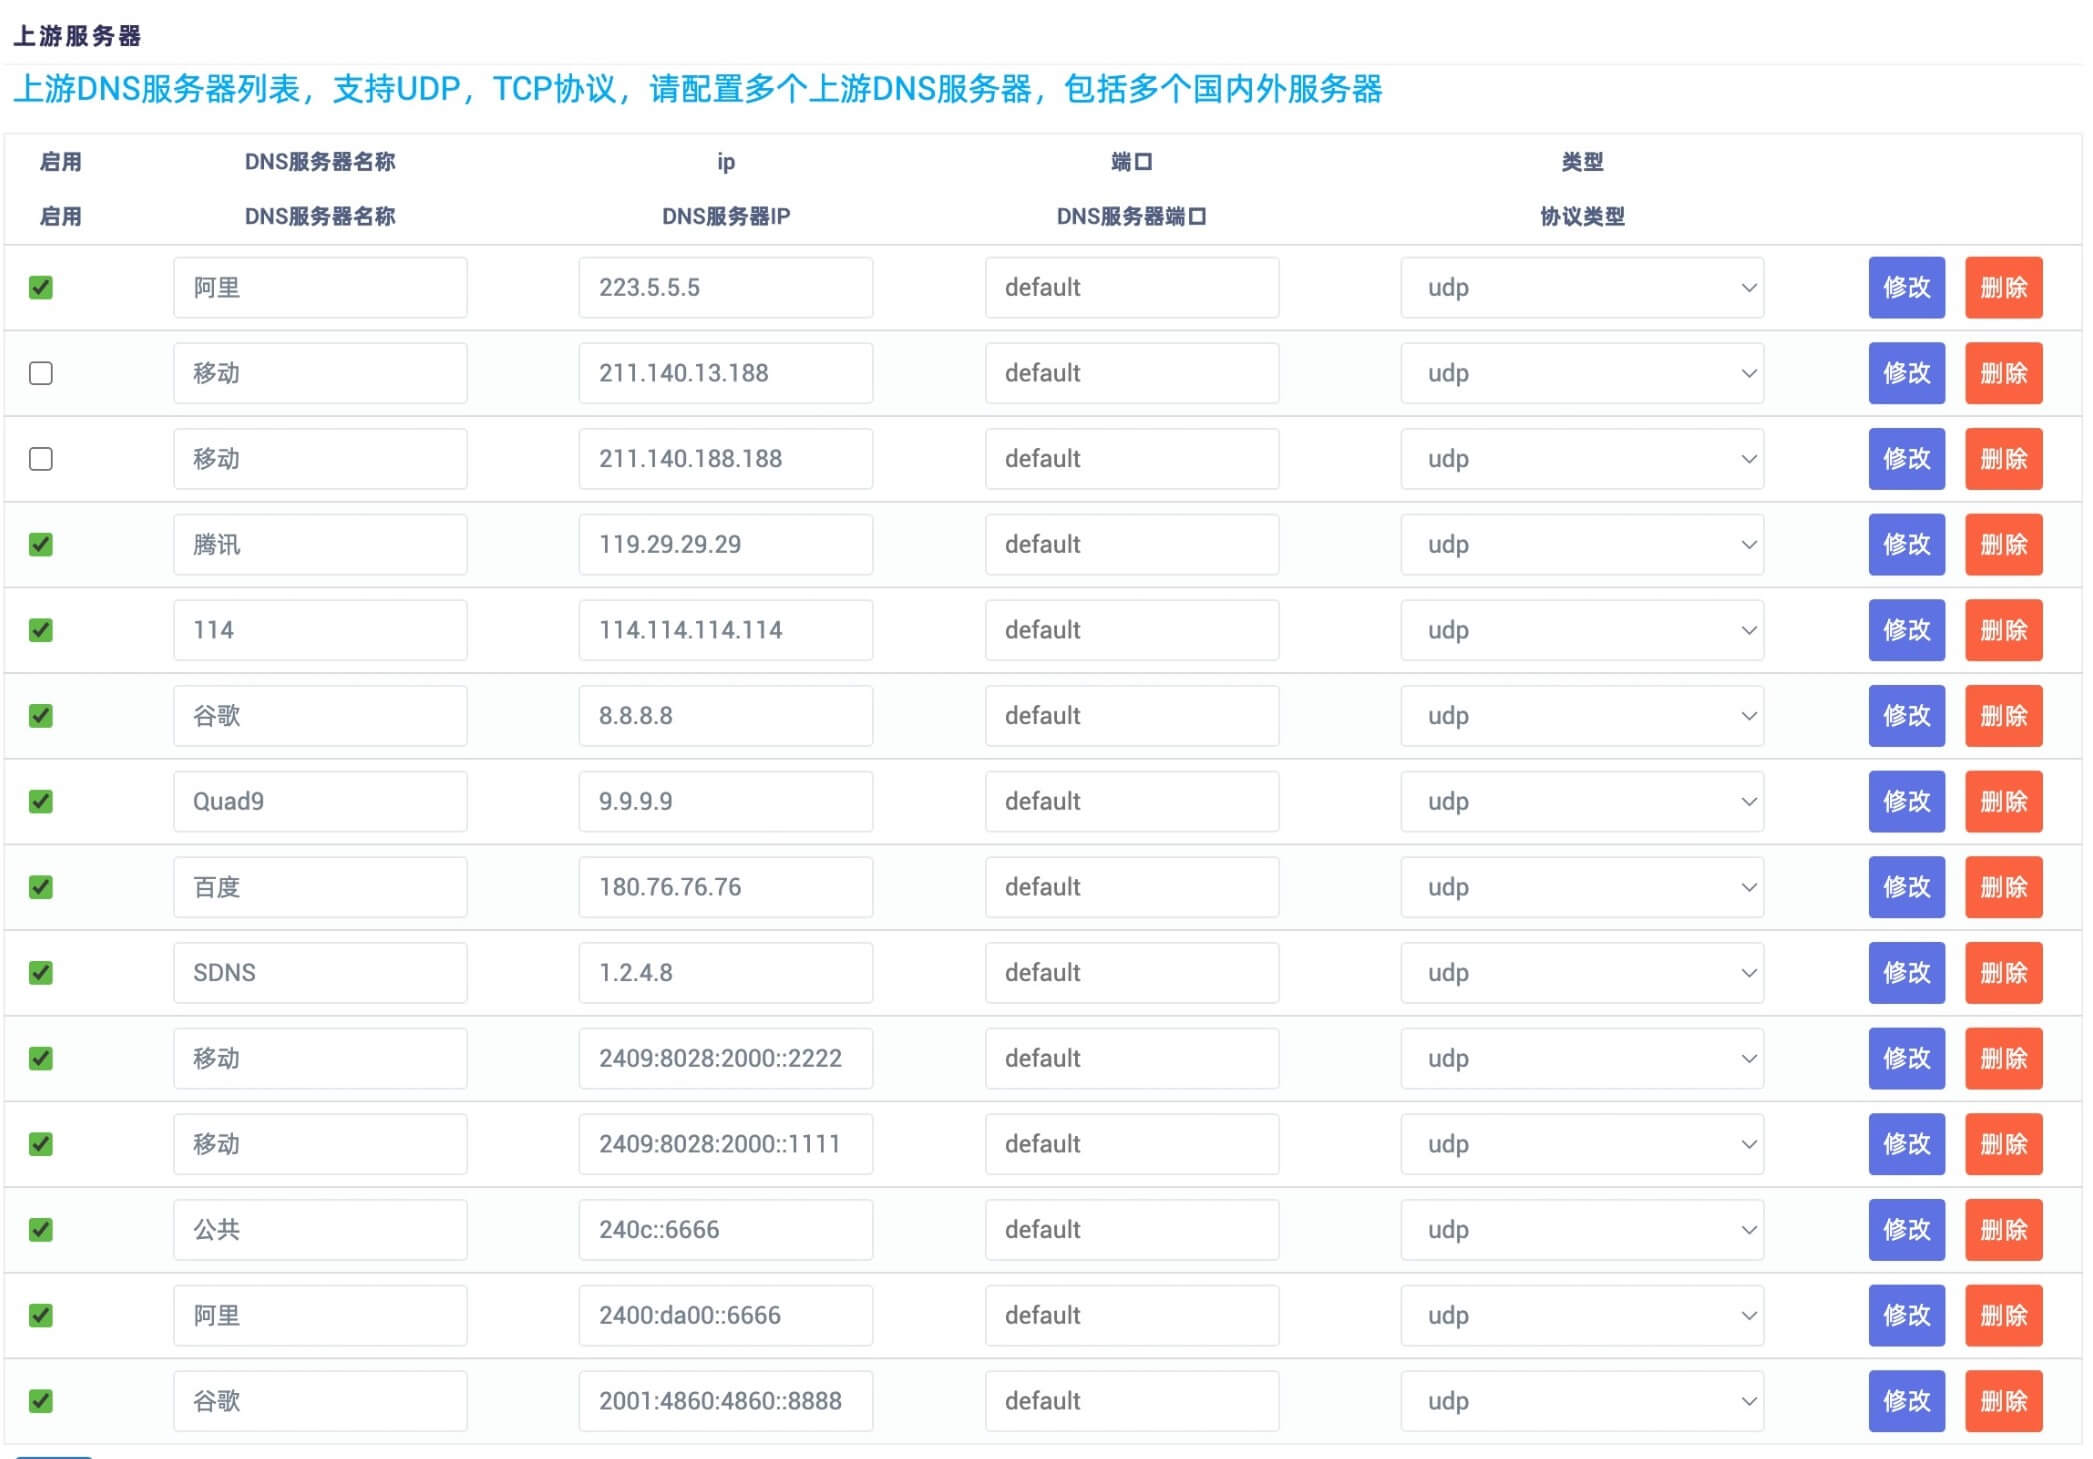 上游服务器
上游DNS服务器列表，支持UDP，TCP协议，请配置多个上游DNS服务器，包括多个国内外服务器
启用 DNS服务器名称 ip 端口 类型
启用 DNS服务器名称 DNS服务器IP DNS服务器端口 协议类型
阿里 223.5.5.5 default udp 修改 删除
移动 211.140.13.188 default udp 修改 删除
移动 211.140.188.188 default udp 修改 删除
腾讯 119.29.29.29 default udp 修改 删除
114 114.114.114.114 default udp 修改 删除
谷歌 8.8.8.8 default udp 修改 删除
Quad9 9.9.9.9 default udp 修改 删除
百度 180.76.76.76 default udp 修改 删除
SDNS 1.2.4.8 default udp 修改 删除
移动 2409:8028:2000::2222 default udp 修改 删除
移动 2409:8028:2000::1111 default udp 修改 删除
公共 240c::6666 default udp 修改 删除
阿里 2400:da00::6666 default udp 修改 删除
谷歌 2001:4860:4860::8888 default udp 修改 删除